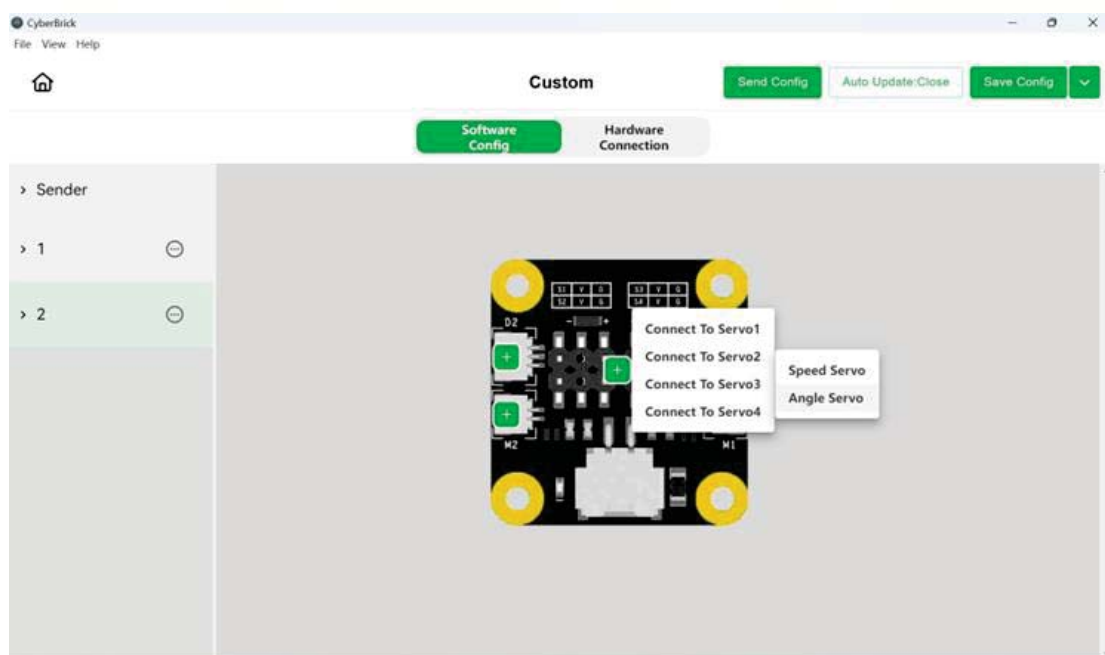 CyberBrick
File View Help
Custom
Send Config
Auto Update:Close
Save Config
Software
Config
Hardware
Connection
Sender
1
2
S1 V G
S2 V G
S3 V G
S4 V G
D2
- +
Connect To Servo1
Connect To Servo2
Connect To Servo3
Connect To Servo4
Speed Servo
Angle Servo
M2
M1